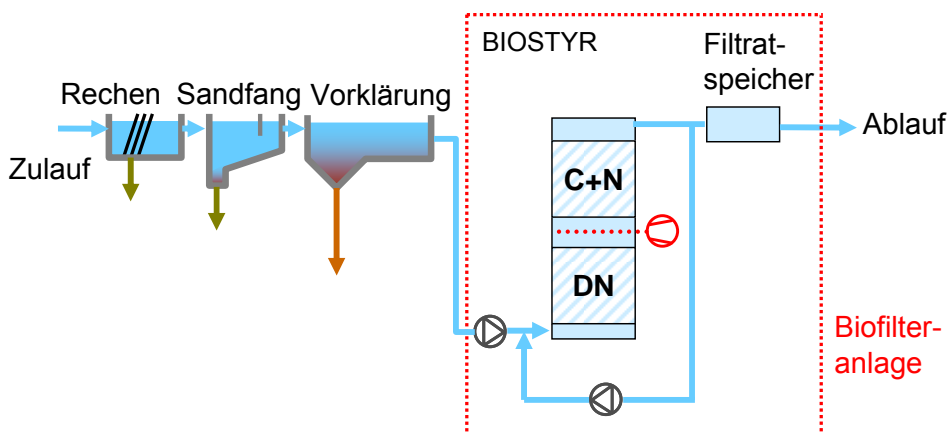 BIOSTYR
Filtrat-
speicher
Rechen
Sandfang
Vorklärung
Zulauf
Ablauf
C+N
DN
Biofilter-
anlage